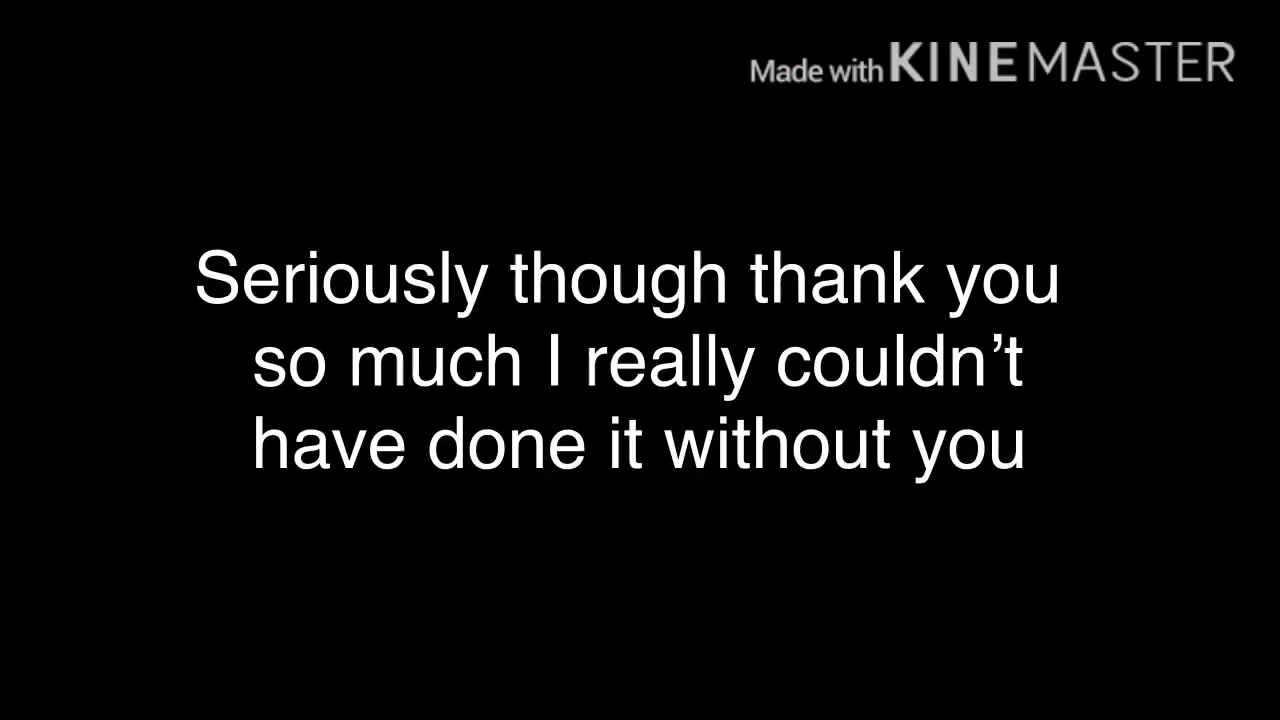 Made with KINEMASTER
Seriously though thank you
so much I really couldn’t
have done it without you